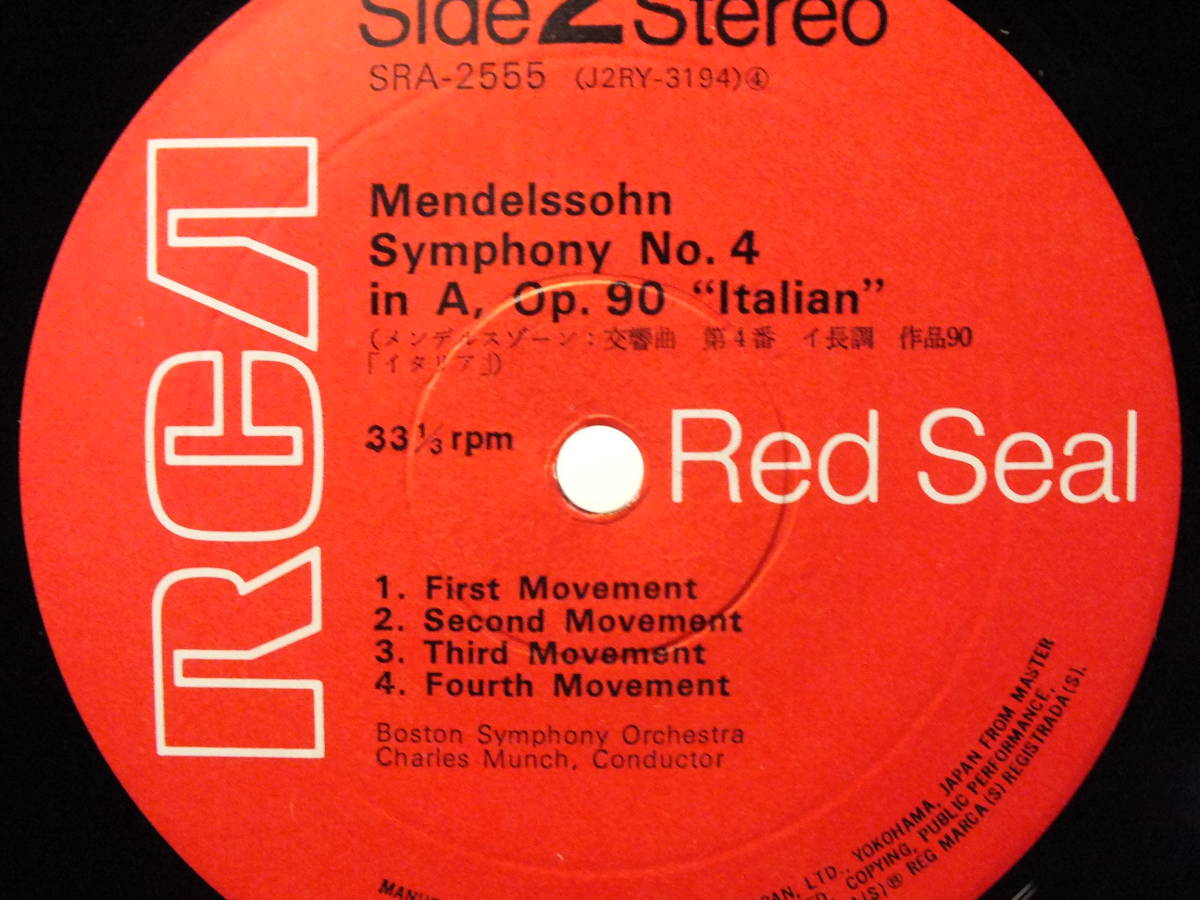 Side 2 Stereo
SRA-2555 (J2RY-3194)④
Mendelssohn
Symphony No. 4
in A, Op. 90 “Italian”
(メンデルスゾーン：交響曲 第4番 イ長調 作品90
「イタリア」)
33 1/3 rpm
RCA
Red Seal
1. First Movement
2. Second Movement
3. Third Movement
4. Fourth Movement
Boston Symphony Orchestra
Charles Munch, Conductor
LTD., YOKOHAMA, JAPAN FROM MASTER
COPYING, PUBLIC PERFORMANCE,
(S)® REG MARCA(S) REGISTRADA(S).